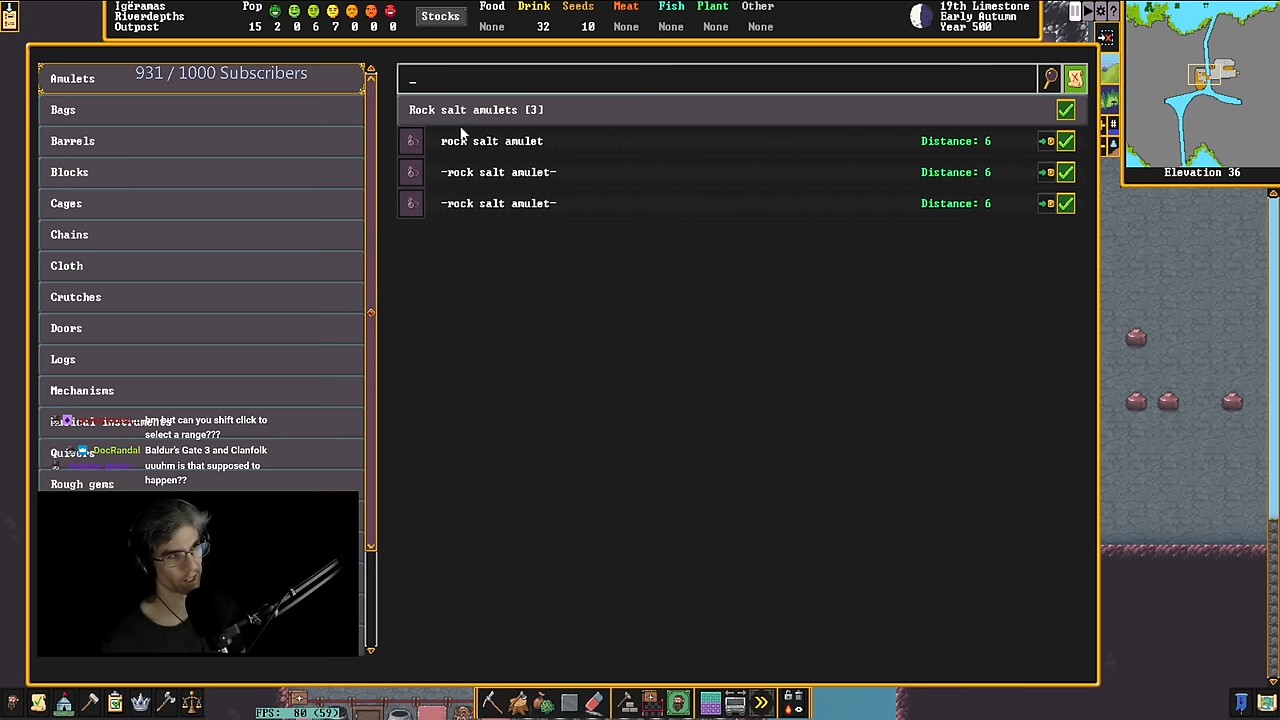 Igëramas
Riverdepths
Outpost
Pop
15 2 0 6 7 0 0 0
Stocks
Food Drink Seeds Meat Fish Plant Other
None 32 10 None None None None
19th Limestone
Early Autumn
Year 500
Elevation 36
931 / 1000 Subscribers
Amulets
Bags
Barrels
Blocks
Cages
Chains
Cloth
Crutches
Doors
Logs
Mechanisms
Rough gems
Rock salt amulets [3]
rock salt amulet Distance: 6
-rock salt amulet- Distance: 6
-rock salt amulet- Distance: 6
hm but can you shift click to
select a range???
DocRandal Baldur's Gate 3 and Clanfolk
uuuhm is that supposed to
happen??
FPS: 80 (59)